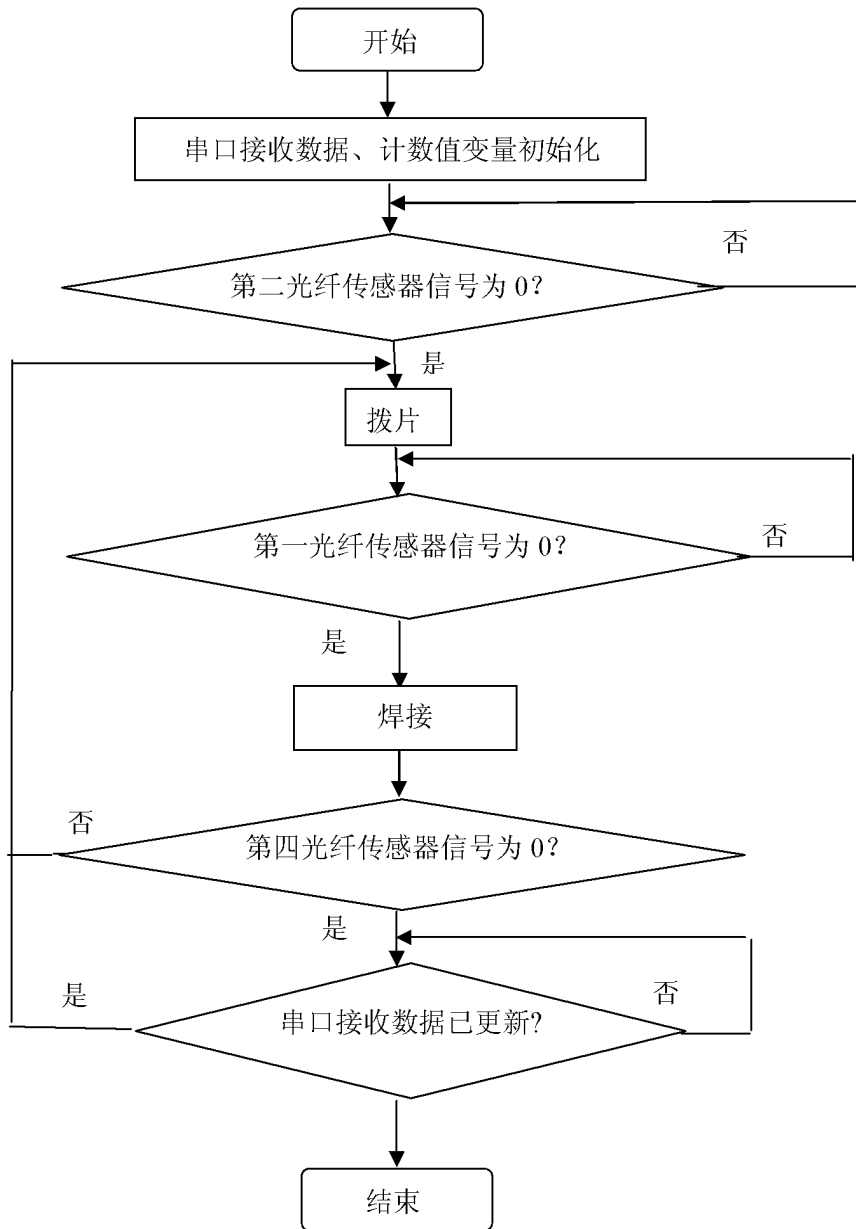 开始
串口接收数据、计数值变量初始化
否
第二光纤传感器信号为 0?
是
拨片
第一光纤传感器信号为 0?
否
是
焊接
否
第四光纤传感器信号为 0?
是
是
否
串口接收数据已更新?
结束